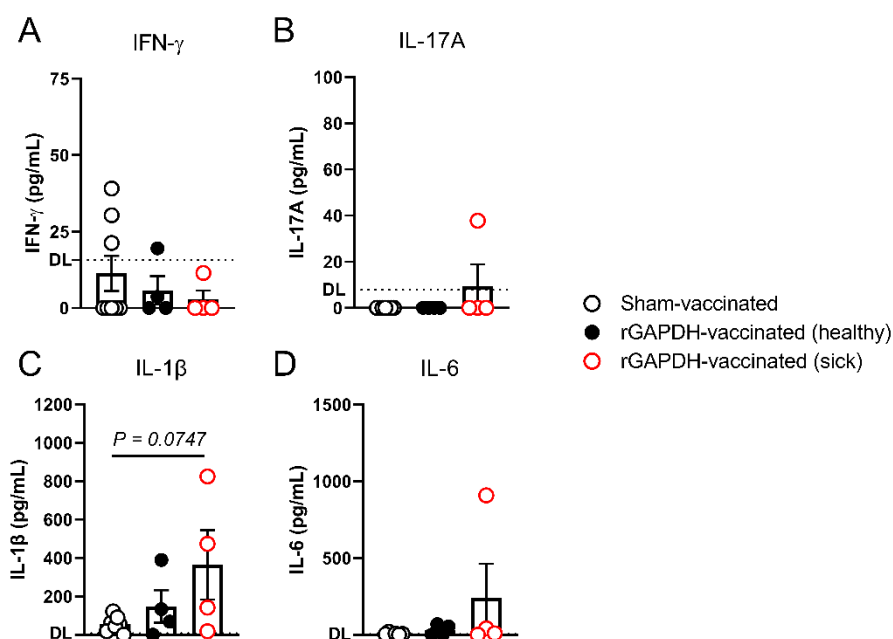 A
IFN-γ
IFN-γ (pg/mL)
75
50
25
DL
0
B
IL-17A
IL-17A (pg/mL)
100
80
60
40
20
DL
0
Sham-vaccinated
rGAPDH-vaccinated (healthy)
rGAPDH-vaccinated (sick)
C
IL-1β
IL-1β (pg/mL)
1200
1000
800
600
400
200
DL
P = 0.0747
D
IL-6
IL-6 (pg/mL)
1500
1000
500
DL